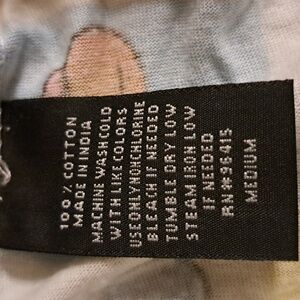 100% COTTON
MADE IN INDIA
MACHINE WASH COLD
WITH LIKE COLORS
USE ONLY NON CHLORINE
BLEACH IF NEEDED
TUMBLE DRY LOW
STEAM IRON LOW
IF NEEDED
RN#96415
MEDIUM